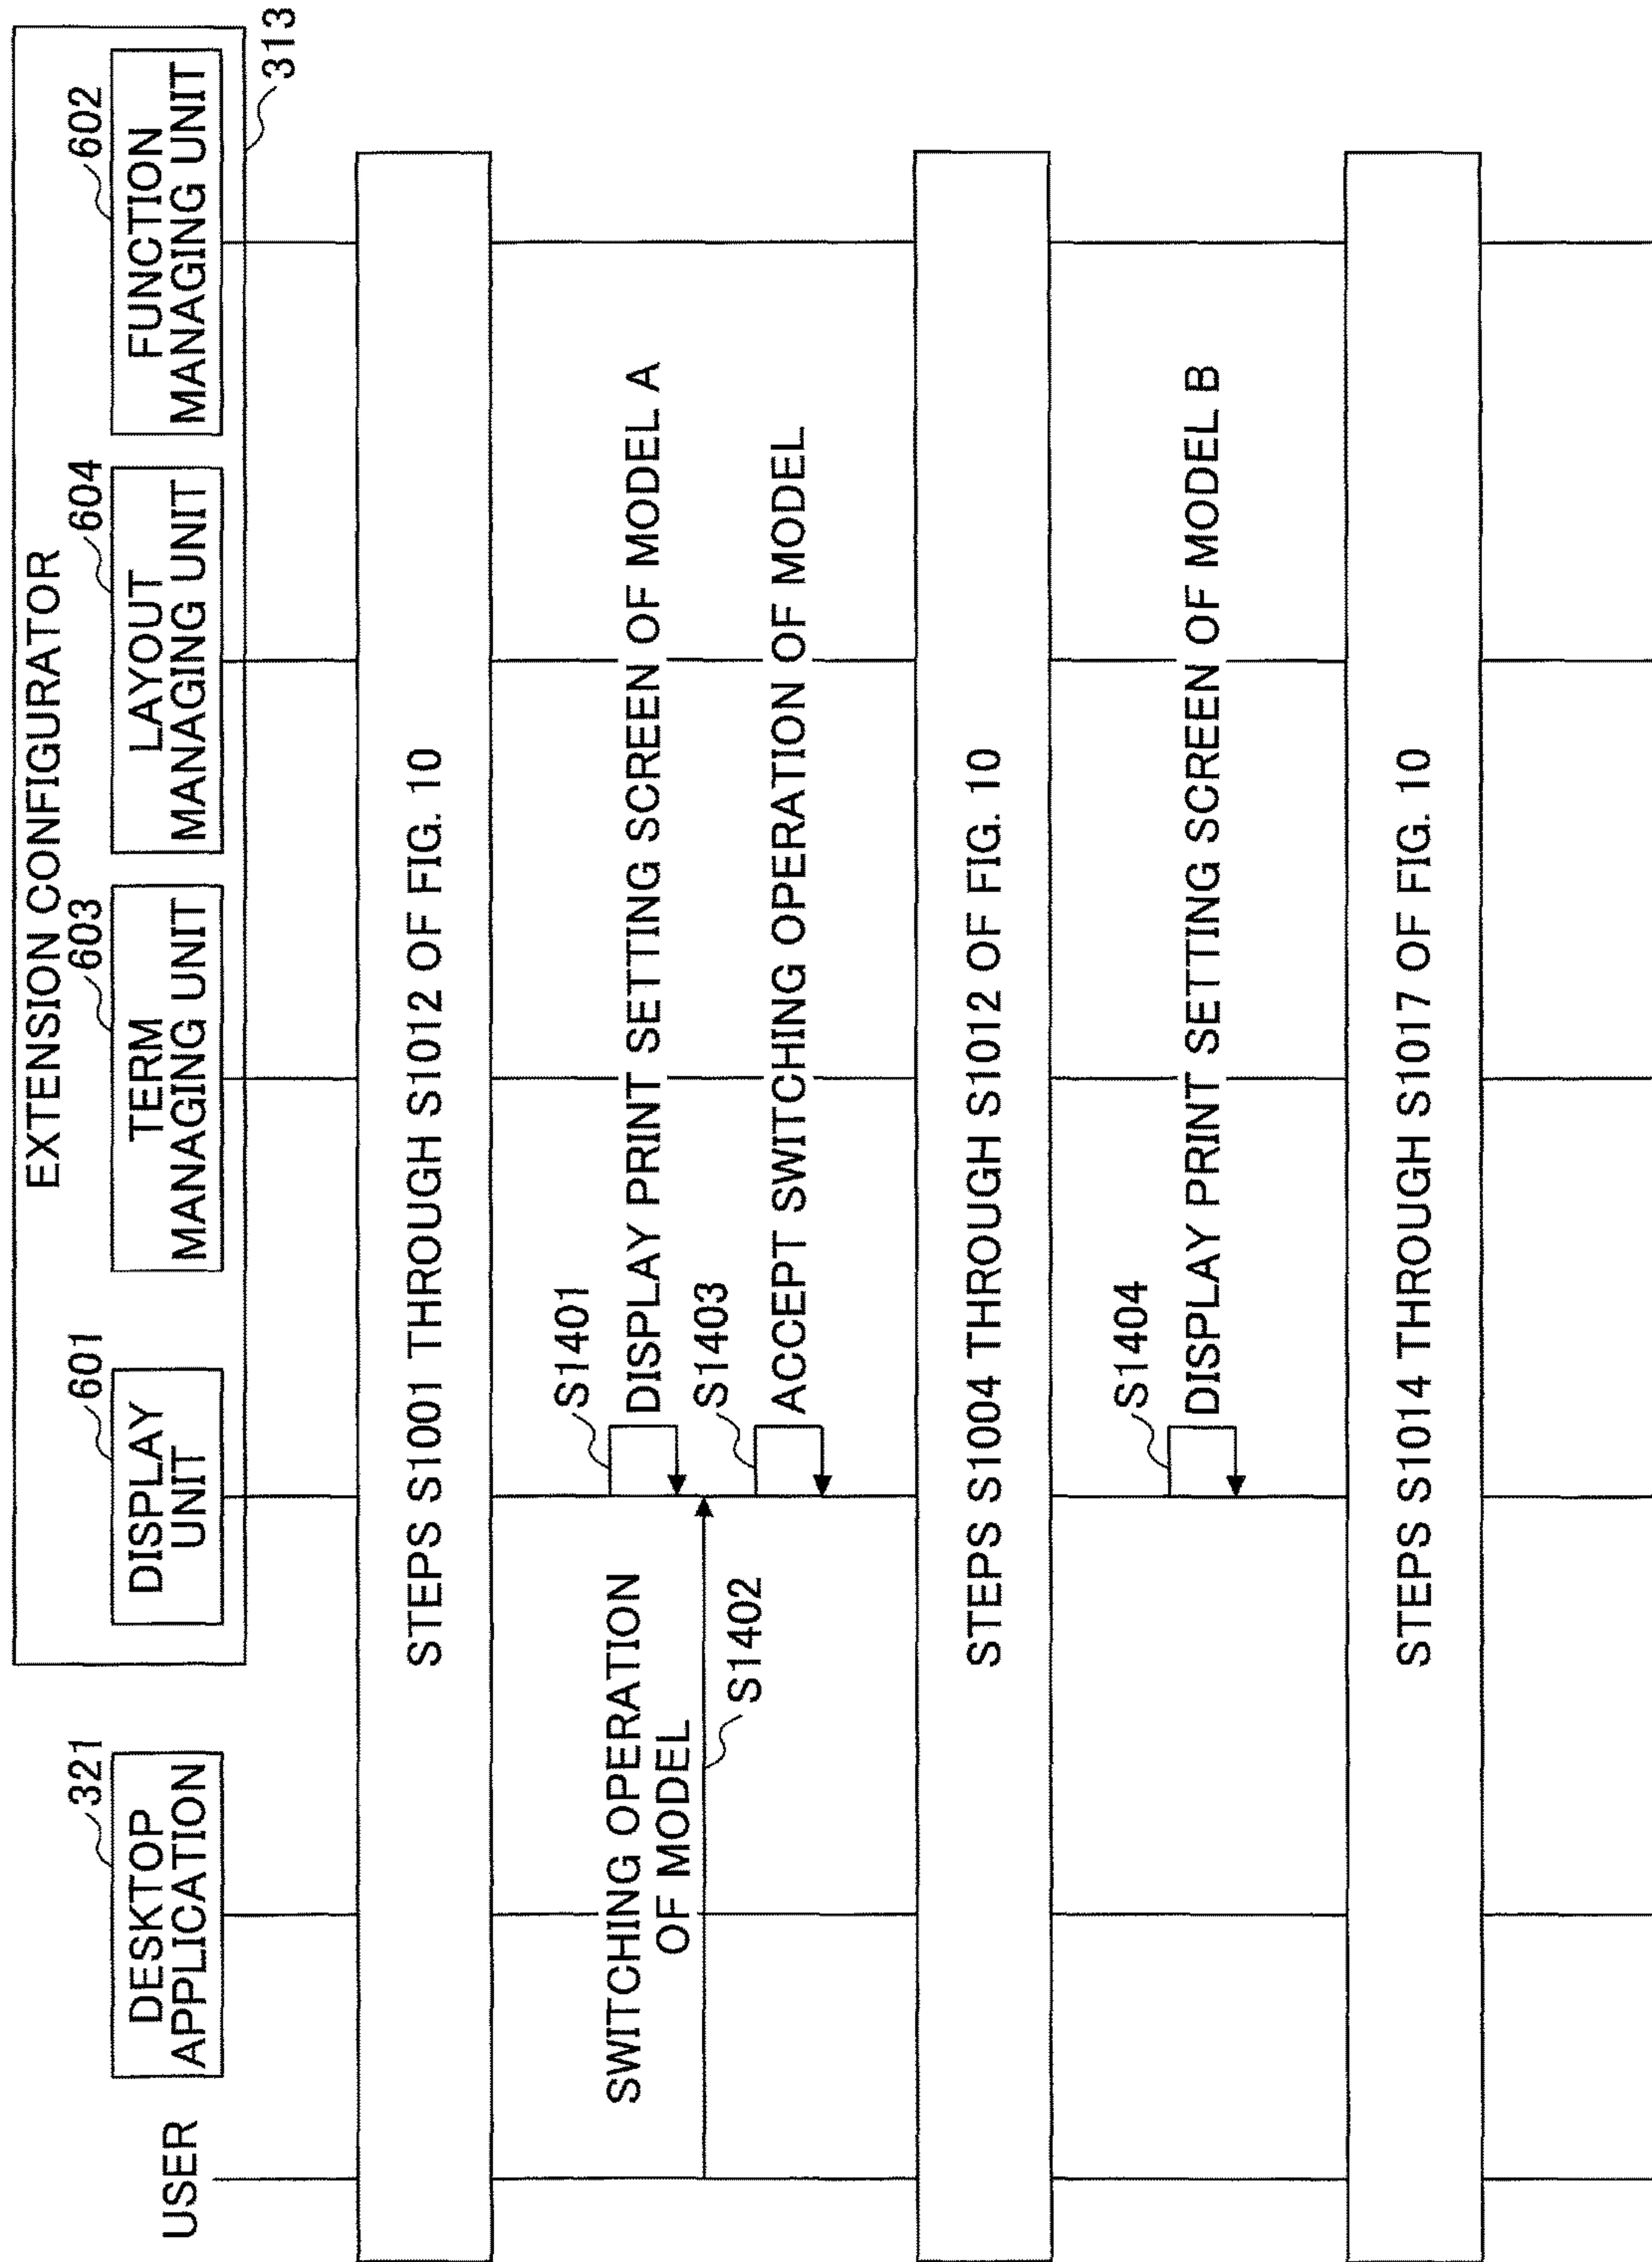 EXTENSION CONFIGURATOR
321
601
603
604
602
USER
DESKTOP
APPLICATION
DISPLAY
UNIT
TERM
MANAGING UNIT
LAYOUT
MANAGING UNIT
FUNCTION
MANAGING UNIT
313
STEPS S1001 THROUGH S1012 OF FIG. 10
S1401
DISPLAY PRINT SETTING SCREEN OF MODEL A
SWITCHING OPERATION
OF MODEL
S1402
S1403
ACCEPT SWITCHING OPERATION OF MODEL
STEPS S1004 THROUGH S1012 OF FIG. 10
S1404
DISPLAY PRINT SETTING SCREEN OF MODEL B
STEPS S1014 THROUGH S1017 OF FIG. 10